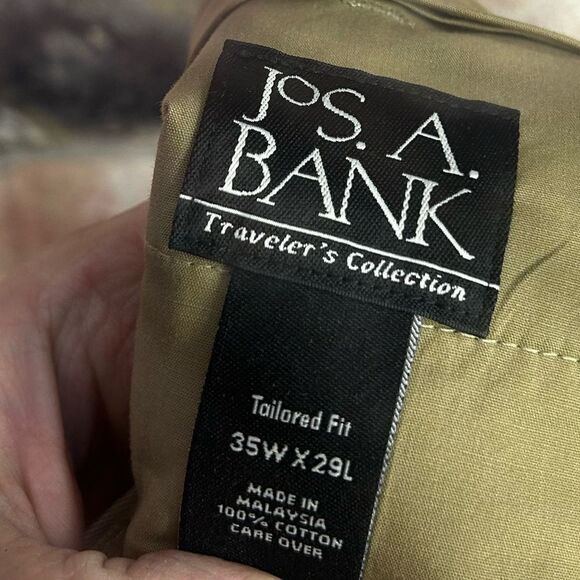 JOS. A.
BANK
Traveler's Collection
Tailored Fit
35W X 29L
MADE IN
MALAYSIA
100% COTTON
CARE OVER